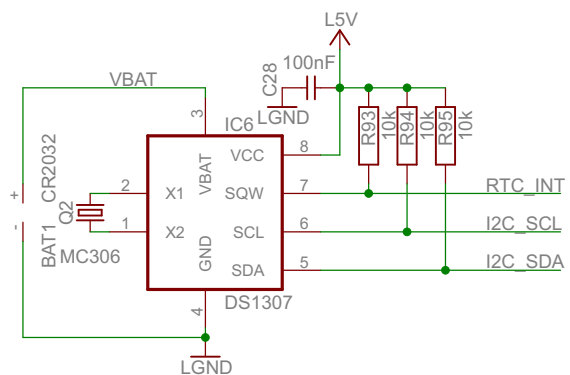 L5V
100nF
C28
VBAT
LGND
3
IC6
R93
10k
R94
10k
R95
10k
CR2032
+
-
BAT1
Q2
MC306
2
X1
1
X2
VBAT
GND
VCC
8
SQW
7
RTC_INT
SCL
6
I2C_SCL
SDA
5
I2C_SDA
4
DS1307
LGND